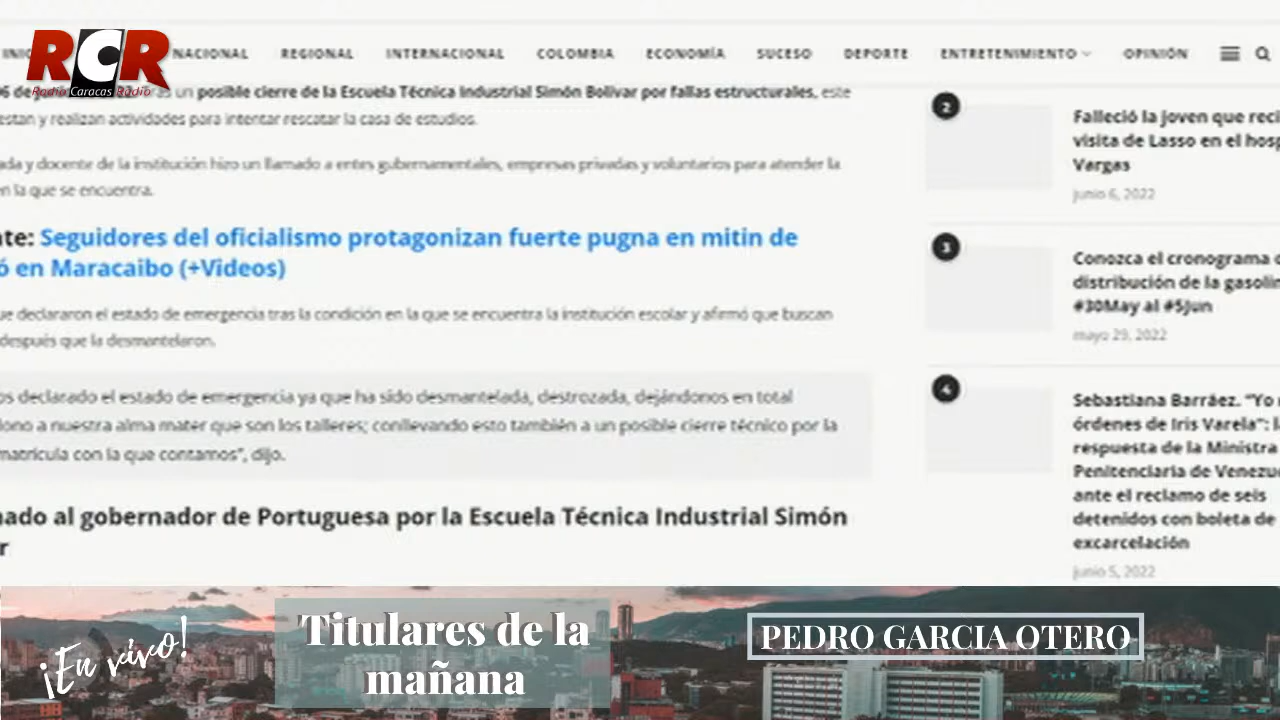 RCR
Radio Caracas Radio
NACIONAL REGIONAL INTERNACIONAL COLOMBIA ECONOMÍA SUCESO DEPORTE ENTRETENIMIENTO OPINIÓN
un posible cierre de la Escuela Técnica Industrial Simón Bolívar por fallas estructurales, este
estan y realizan actividades para intentar rescatar la casa de estudios.
ada y docente de la institución hizo un llamado a entes gubernamentales, empresas privadas y voluntarios para atender la
en la que se encuentra.
nte: Seguidores del oficialismo protagonizan fuerte pugna en mitin de
ó en Maracaibo (+Videos)
ue declararon el estado de emergencia tras la condición en la que se encuentra la institución escolar y afirmó que buscan
después que la desmantelaron.
os declarado el estado de emergencia ya que ha sido desmantelada, destrozada, dejándonos en total
dono a nuestra alma mater que son los talleres; conllevando esto también a un posible cierre técnico por la
matrícula con la que contamos", dijo.
nado al gobernador de Portuguesa por la Escuela Técnica Industrial Simón
r
2
Falleció la joven que reci
visita de Lasso en el hosp
Vargas
junio 6, 2022
3
Conozca el cronograma d
distribución de la gasolin
#30May al #5Jun
mayo 29, 2022
4
Sebastiana Barráez. "Yo
órdenes de Iris Varela": l
respuesta de la Ministra
Penitenciaria de Venezu
ante el reclamo de seis
detenidos con boleta de
excarcelación
junio 5, 2022
¡En vivo!
Titulares de la
mañana
PEDRO GARCIA OTERO